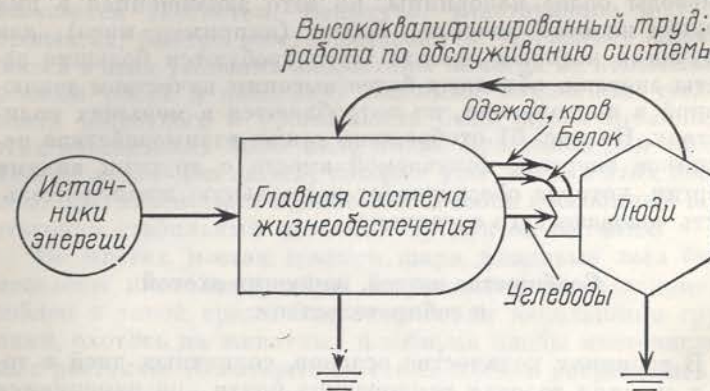 Высококвалифицированный труд:
работа по обслуживанию системы
Одежда, кров
Белок
Источ-
ники
энергии
Главная система
жизнеобеспечения
Люди
Углеводы